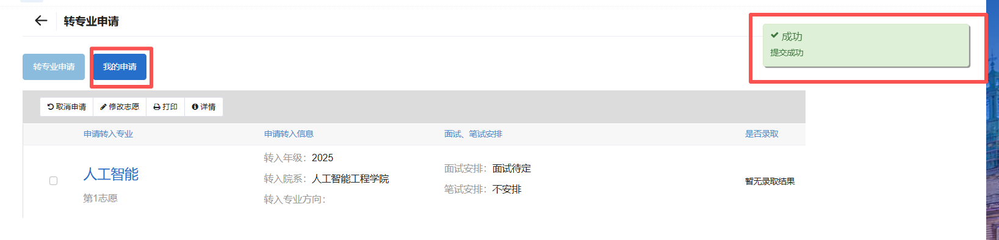 转专业申请
成功
提交成功
转专业申请
我的申请
取消申请
修改志愿
打印
详情
申请转入专业
申请转入信息
面试、笔试安排
是否录取
人工智能
第1志愿
转入年级：2025
转入院系：人工智能工程学院
转入专业方向：
面试安排：面试待定
笔试安排：不安排
暂无录取结果